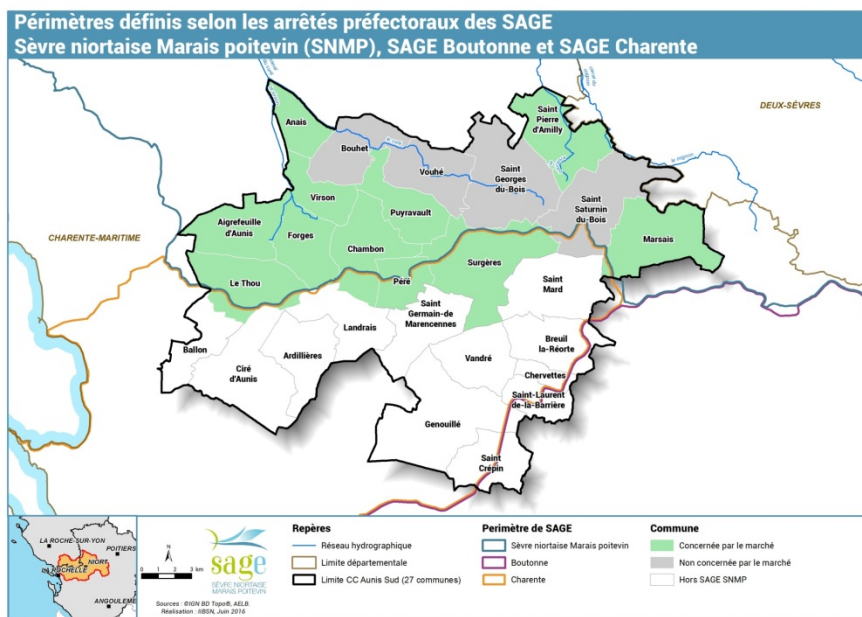 Périmètres définis selon les arrêtés préfectoraux des SAGE
Sèvre niortaise Marais poitevin (SNMP), SAGE Boutonne et SAGE Charente
DEUX-SÈVRES
CHARENTE-MARITIME
Anais
Saint
Pierre
d'Amilly
Bouhet
le curé
Vouhé
Saint
Georges
du-Bois
le mignon
Virson
Puyravault
Saint
Saturnin
du-Bois
Aigrefeuille
d'Aunis
Forges
Chambon
Marsais
Surgères
Le Thou
Péré
Saint
Mard
Saint
Germain-de
Marencennes
Ballon
Landrais
Ciré
d'Aunis
Ardillières
Breuil
la-Réorte
Vandré
Chervettes
Saint-Laurent
de-la-Barrière
Genouillé
Saint
Crépin
LA ROCHE-SUR-YON
POITIERS
NIORT
LA ROCHELLE
ANGOULEME
N
0
3 km
sage
SÈVRE NIORTAISE
MARAIS POITEVIN
Sources : ©IGN BD Topo®, AELB
Réalisation : IIBSN, Juin 2016
Repères
Réseau hydrographique
Limite départementale
Limite CC Aunis Sud (27 communes)
Perimètre de SAGE
Sèvre niortaise Marais poitevin
Boutonne
Charente
Commune
Concernée par le marché
Non concernée par le marché
Hors SAGE SNMP